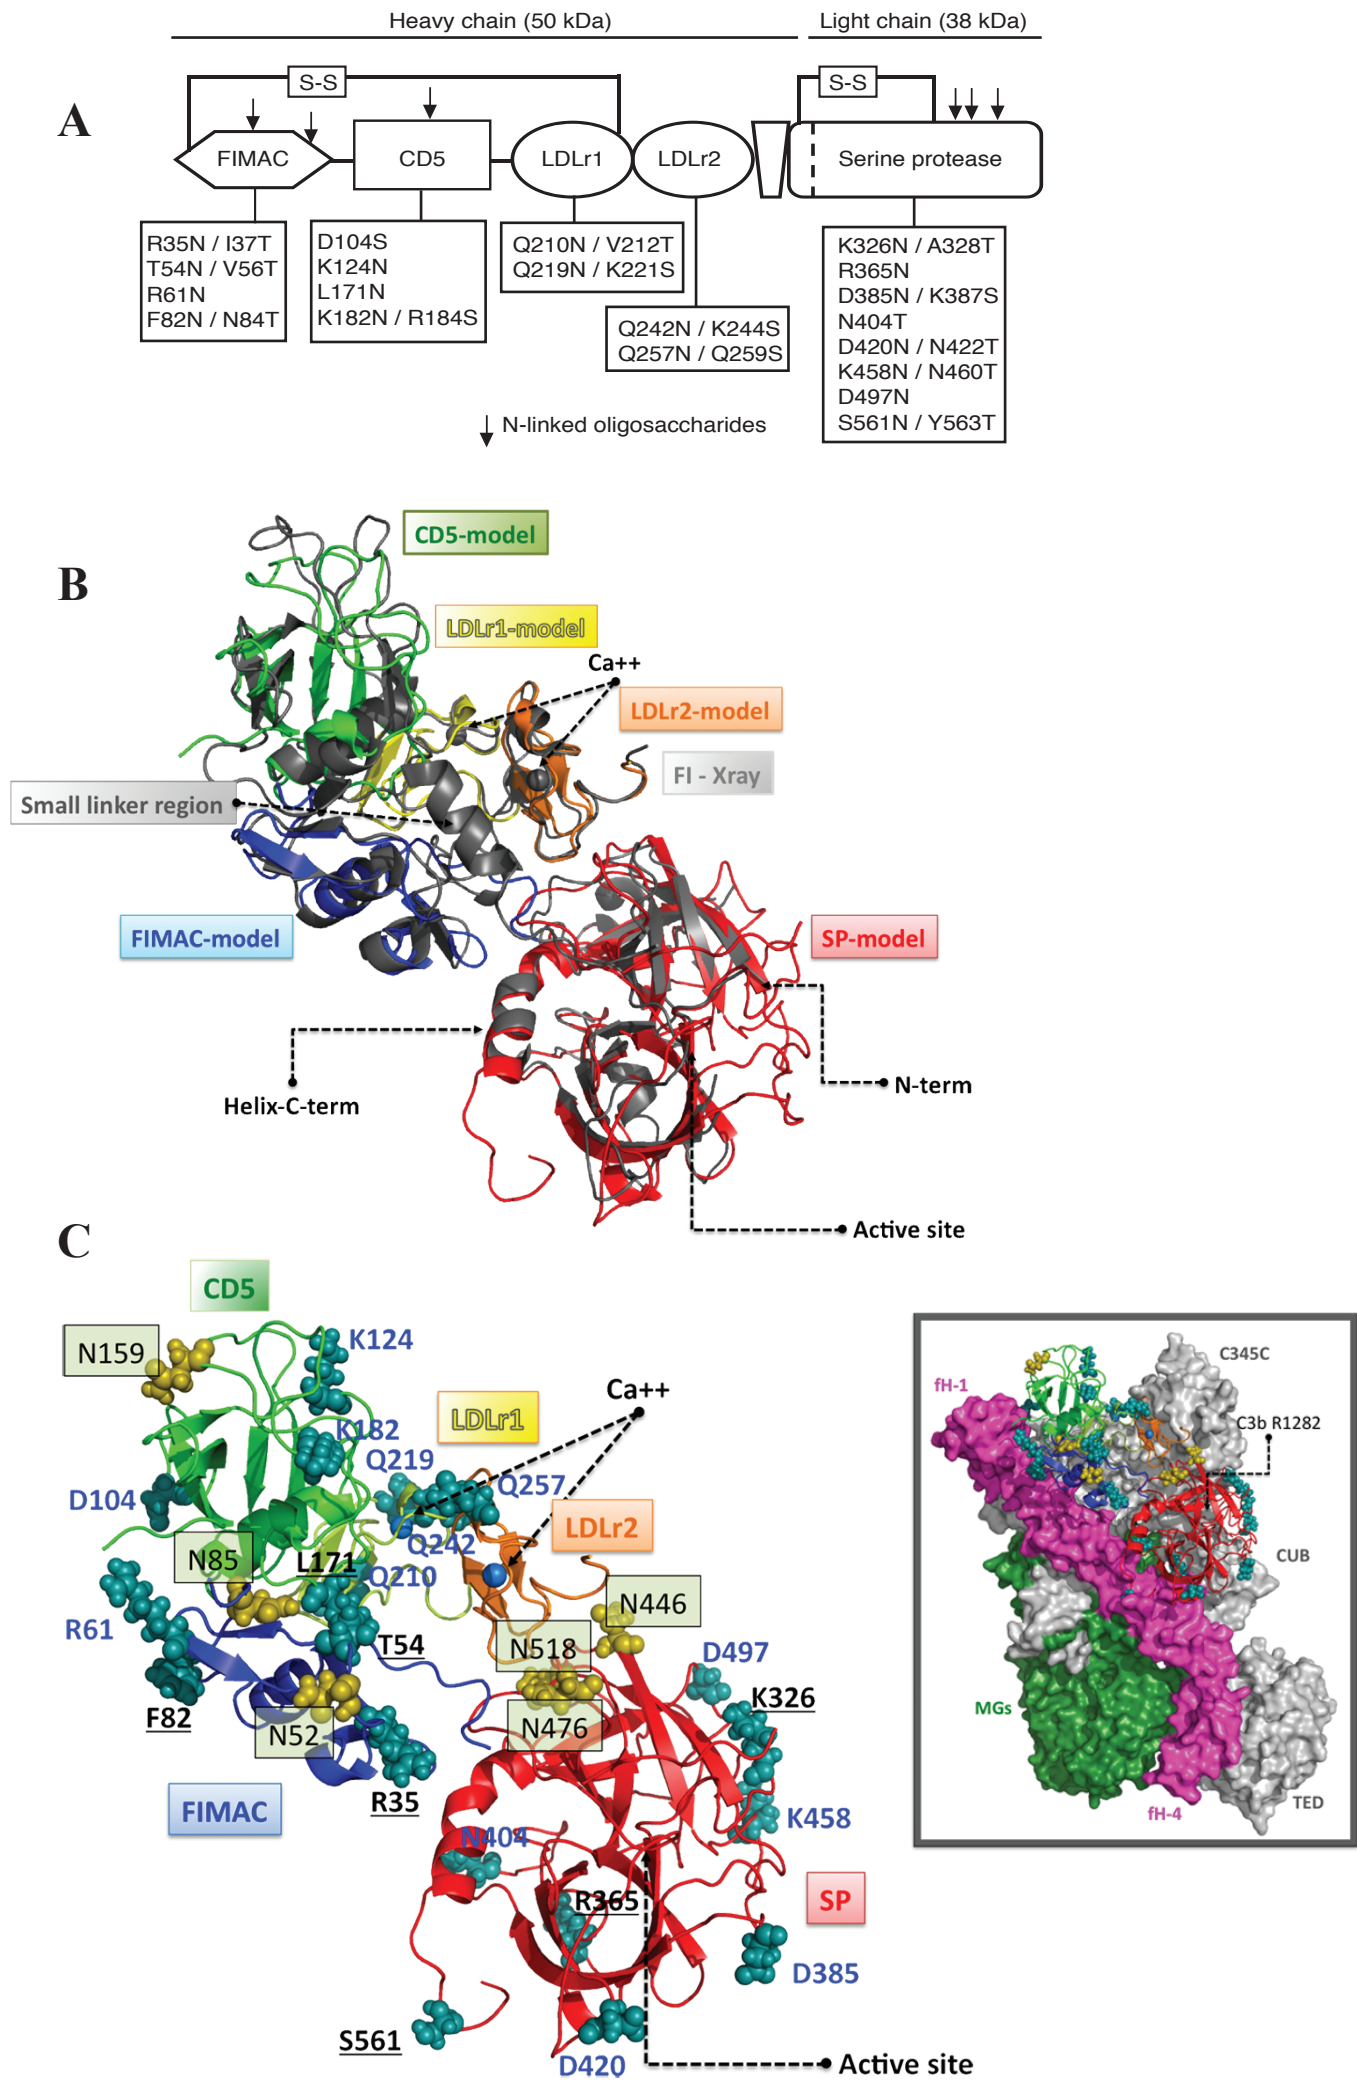 Heavy chain (50 kDa)
Light chain (38 kDa)
S-S
S-S
A
FIMAC
CD5
LDLr1
LDLr2
Serine protease
R35N / I37T
T54N / V56T
R61N
F82N / N84T
D104S
K124N
L171N
K182N / R184S
Q210N / V212T
Q219N / K221S
Q242N / K244S
Q257N / Q259S
K326N / A328T
R365N
D385N / K387S
N404T
D420N / N422T
K458N / N460T
D497N
S561N / Y563T
N-linked oligosaccharides
B
CD5-model
LDLr1-model
Ca++
LDLr2-model
FI - Xray
Small linker region
FIMAC-model
SP-model
N-term
Helix-C-term
Active site
C
CD5
N159
K124
LDLr1
Ca++
K182
Q219
Q257
D104
Q242
LDLr2
N85
L171
Q210
N446
R61
T54
N518
D497
K326
F82
N52
N476
R35
FIMAC
K458
N404
R365
SP
D385
S561
D420
Active site
C345C
fH-1
C3b R1282
CUB
MGs
fH-4
TED